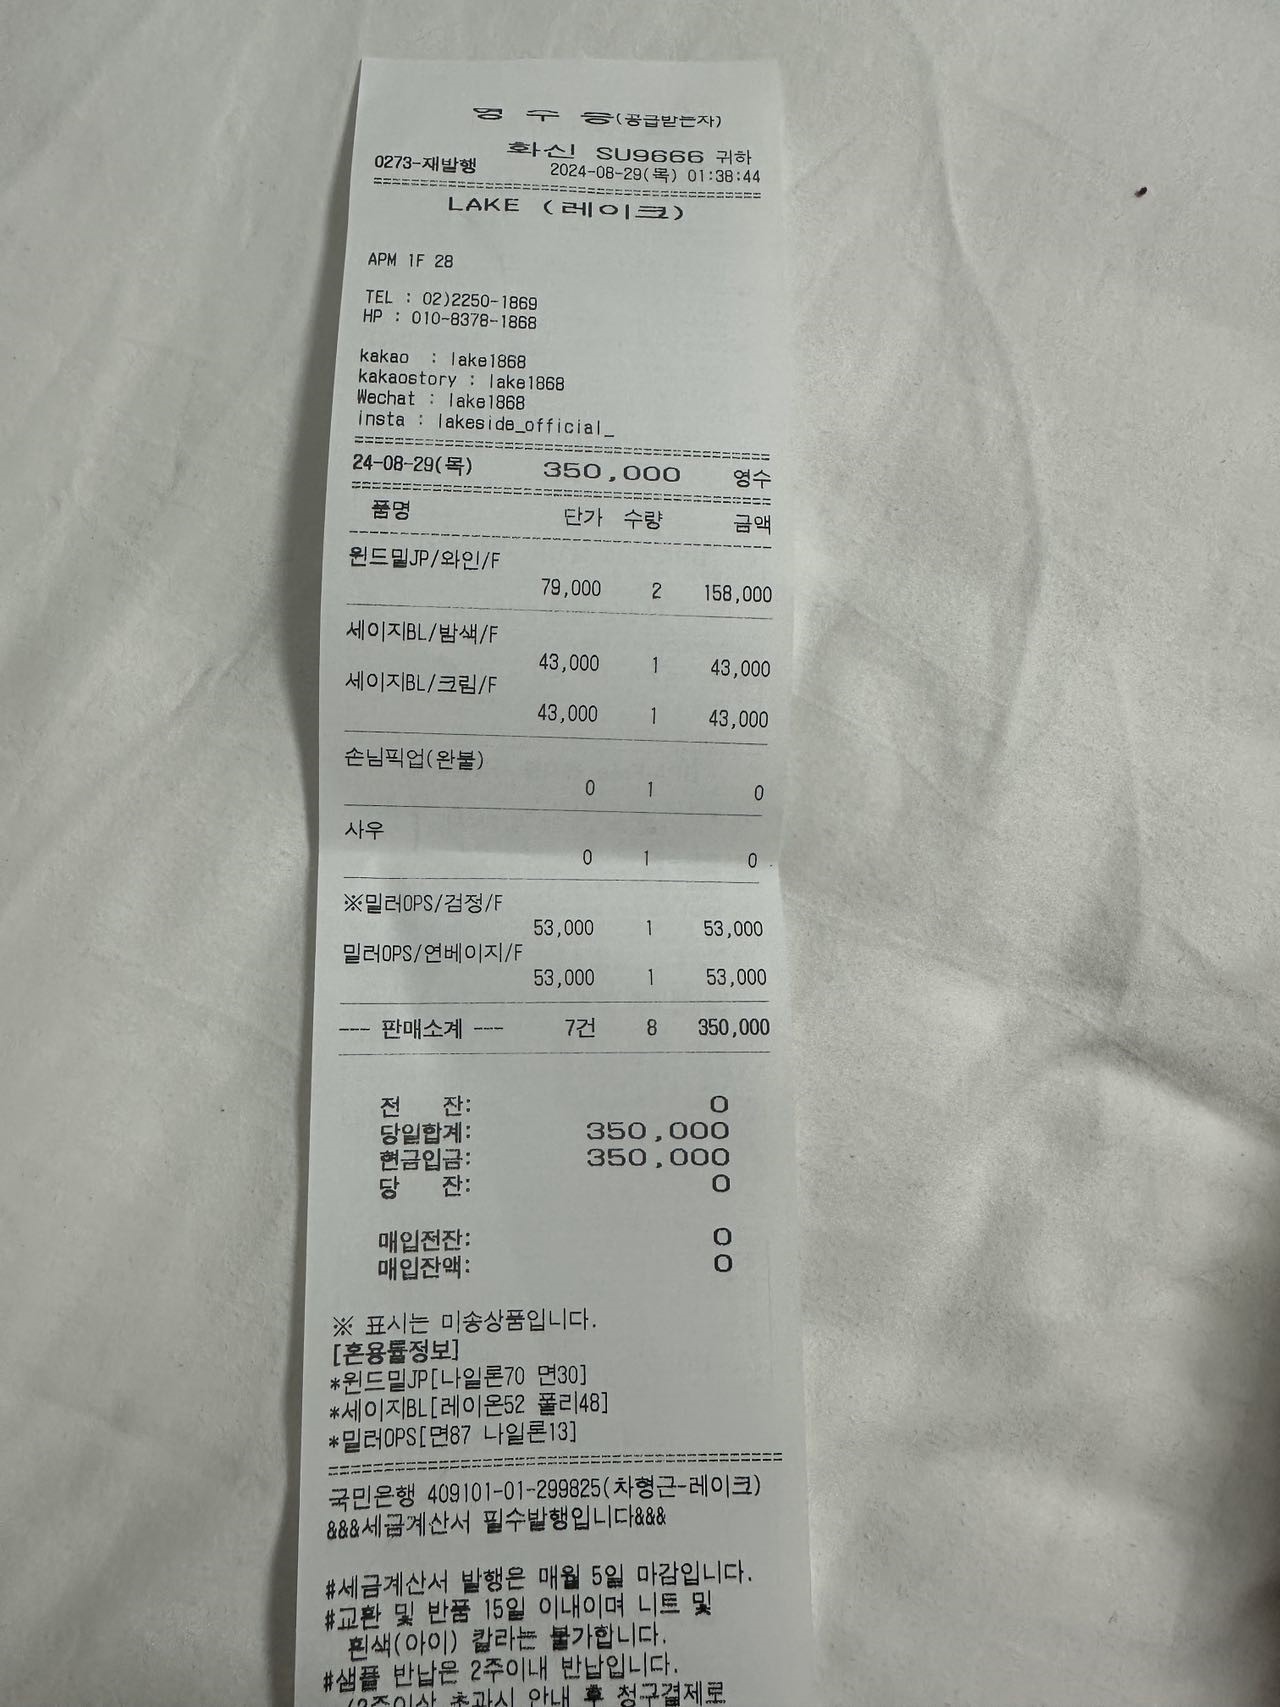 영 수 증(공급받는자)
화신 SU9666 귀하
0273-재발행 2024-08-29(목) 01:38:44
LAKE (레이크)
APM 1F 28
TEL : 02)2250-1869
HP : 010-8378-1868
kakao : lake1868
kakaostory : lake1868
Wechat : lake1868
insta : lakeside_official_
24-08-29(목) 350,000 영수
품명 단가 수량 금액
윈드밀JP/와인/F
79,000 2 158,000
세이지BL/밤색/F
43,000 1 43,000
세이지BL/크림/F
43,000 1 43,000
손님픽업(완불)
0 1 0
사우
0 1 0
※밀러OPS/검정/F
53,000 1 53,000
밀러OPS/연베이지/F
53,000 1 53,000
--- 판매소계 --- 7건 8 350,000
전 잔: 0
당일합계: 350,000
현금입금: 350,000
당 잔: 0
매입전잔: 0
매입잔액: 0
※ 표시는 미송상품입니다.
[혼용률정보]
*윈드밀JP[나일론70 면30]
*세이지BL[레이온52 폴리48]
*밀러OPS[면87 나일론13]
국민은행 409101-01-299825(차형근-레이크)
&&&세금계산서 필수발행입니다&&&
#세금계산서 발행은 매월 5일 마감입니다.
#교환 및 반품 15일 이내이며 니트 및
흰색(아이) 칼라는 불가합니다.
#샘플 반납은 2주이내 반납입니다.
(2주이상 초과시 안내 후 청구결제로